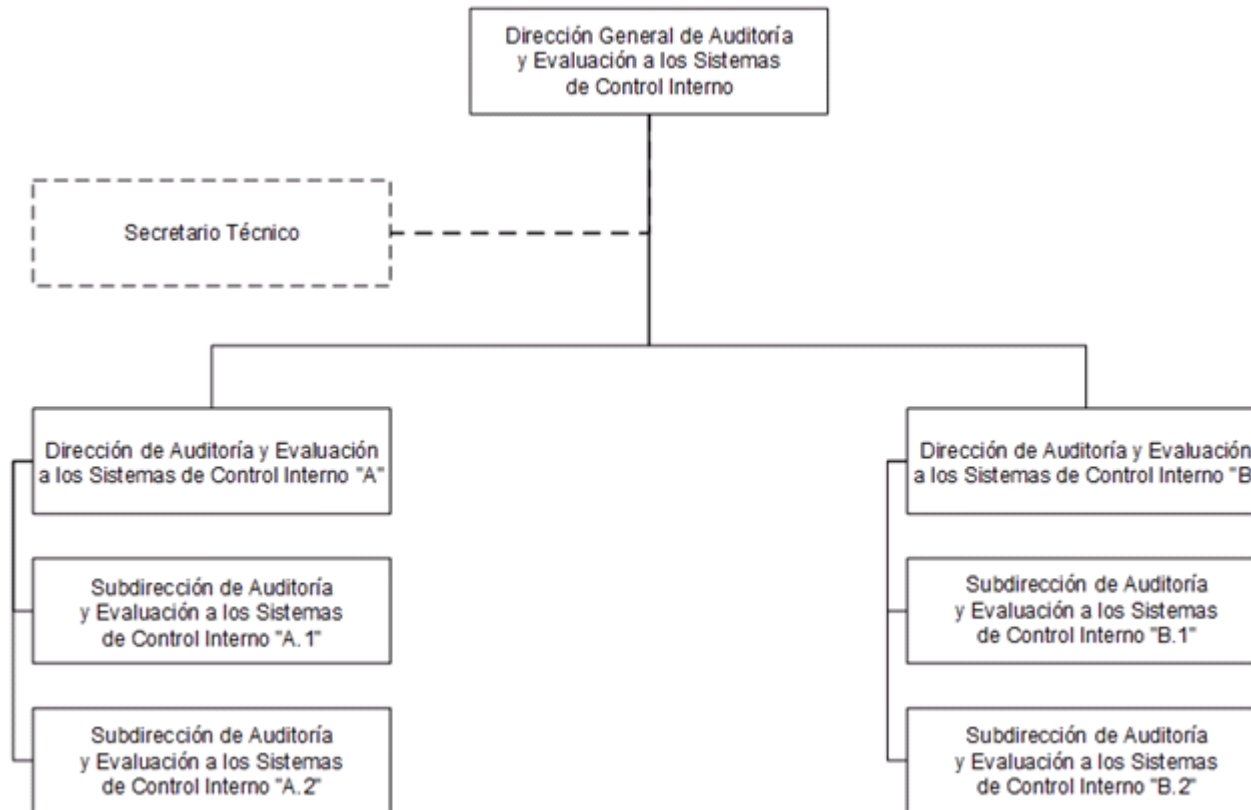 Dirección General de Auditoría
y Evaluación a los Sistemas
de Control Interno
Secretario Técnico
Dirección de Auditoría y Evaluación
a los Sistemas de Control Interno "A"
Subdirección de Auditoría
y Evaluación a los Sistemas
de Control Interno "A.1"
Subdirección de Auditoría
y Evaluación a los Sistemas
de Control Interno "A.2"
Dirección de Auditoría y Evaluación
a los Sistemas de Control Interno "B
Subdirección de Auditoría
y Evaluación a los Sistemas
de Control Interno "B.1"
Subdirección de Auditoría
y Evaluación a los Sistemas
de Control Interno "B.2"